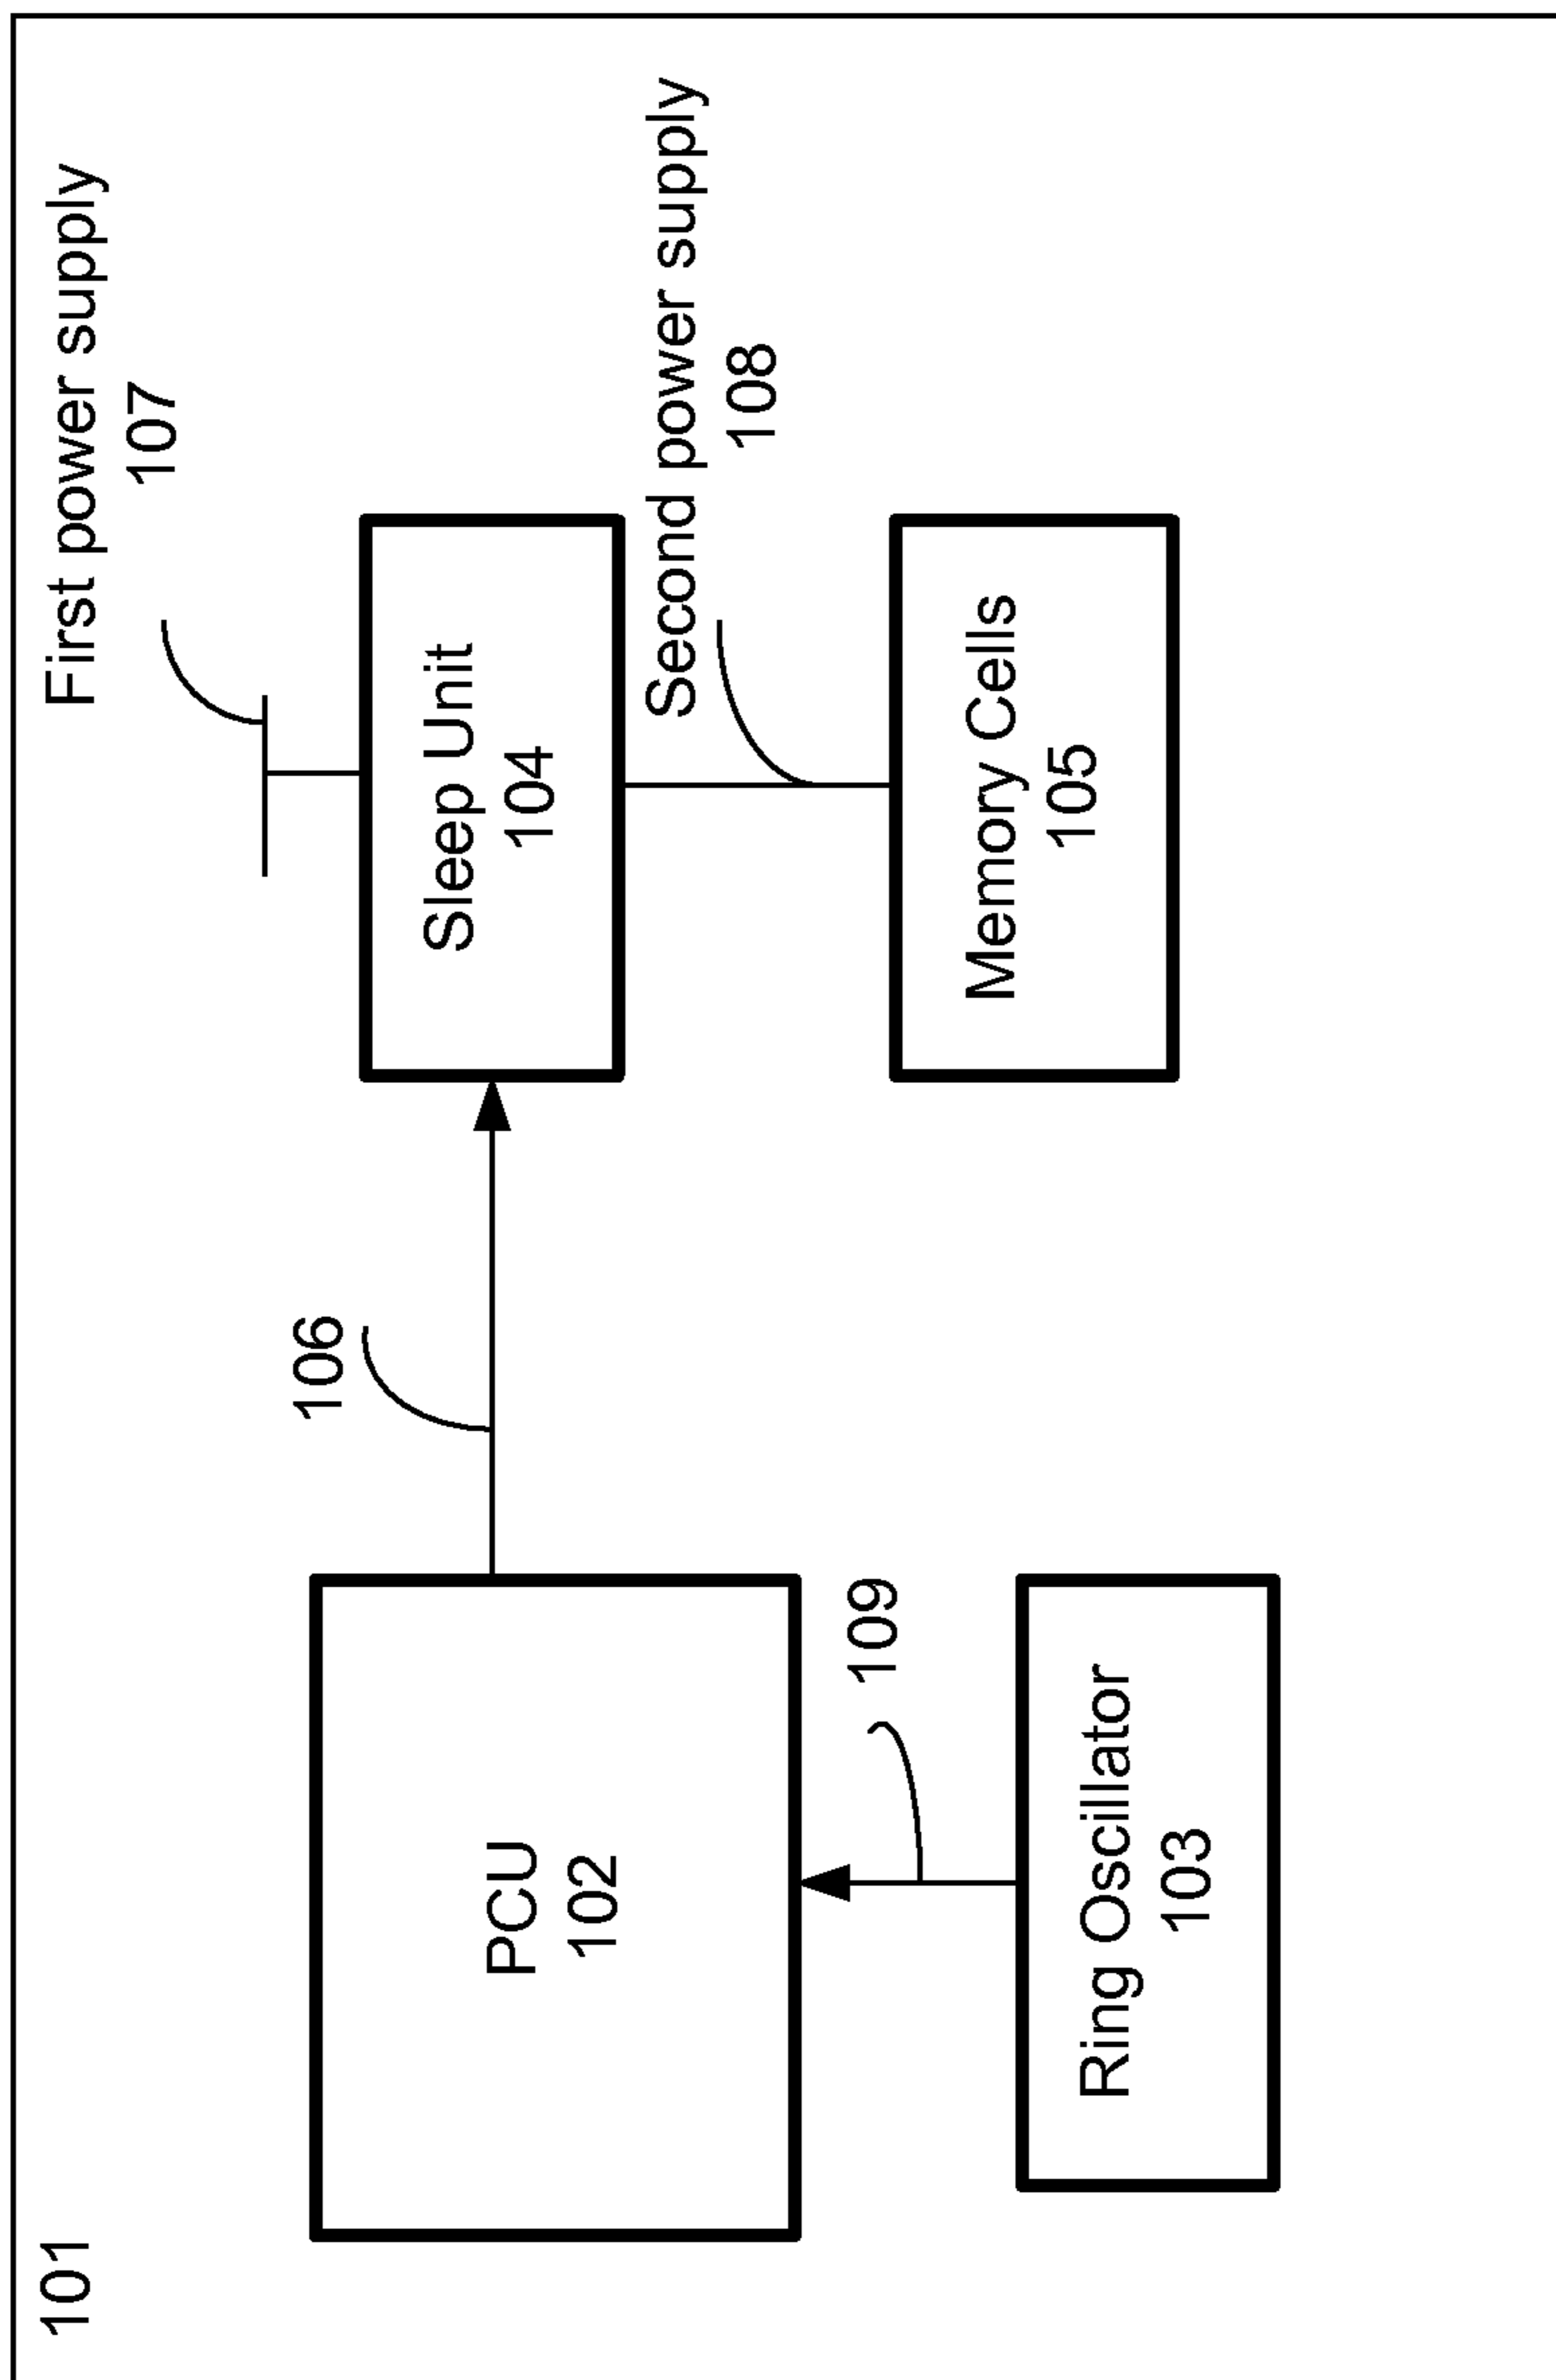 101
First power supply
107
106
Sleep Unit
104
Second power supply
108
PCU
102
109
Memory Cells
105
Ring Oscillator
103